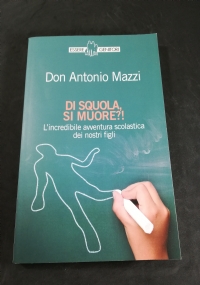 Don Antonio Mazzi
DI SQUOLA,
SI MUORE?!
L'incredibile avventura scolastica
dei nostri figli